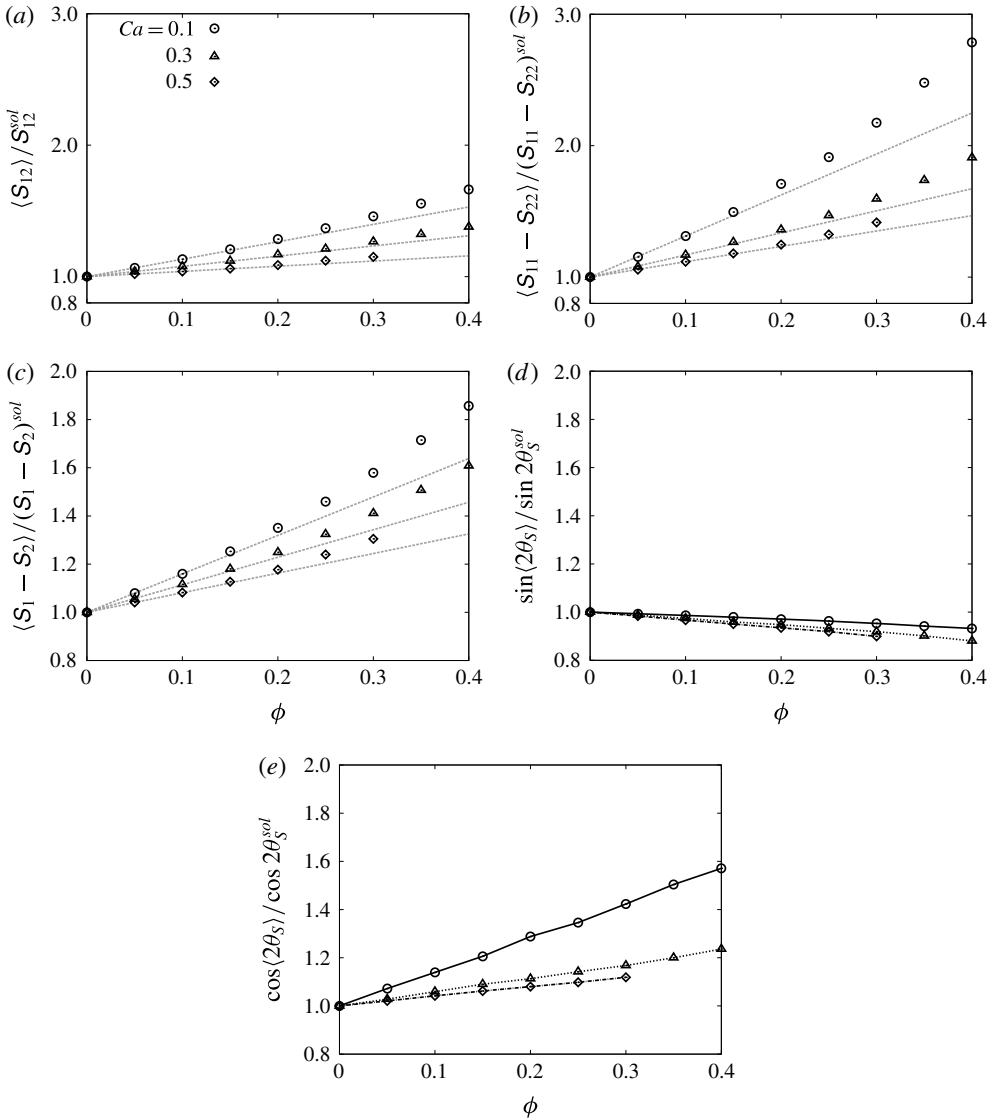 (a)
3.0
2.0
1.0
0.8
Ca = 0.1
0.3
0.5
⟨S12⟩/S12^sol
0 0.1 0.2 0.3 0.4
(b)
3.0
2.0
1.0
0.8
⟨S11 − S22⟩/(S11 − S22)^sol
0 0.1 0.2 0.3 0.4
(c)
2.0
1.8
1.6
1.4
1.2
1.0
0.8
⟨S1 − S2⟩/(S1 − S2)^sol
0 0.1 0.2 0.3 0.4
ϕ
(d)
2.0
1.8
1.6
1.4
1.2
1.0
0.8
sin⟨2θS⟩/sin 2θS^sol
0 0.1 0.2 0.3 0.4
ϕ
(e)
2.0
1.8
1.6
1.4
1.2
1.0
0.8
cos⟨2θS⟩/cos 2θS^sol
0 0.1 0.2 0.3 0.4
ϕ